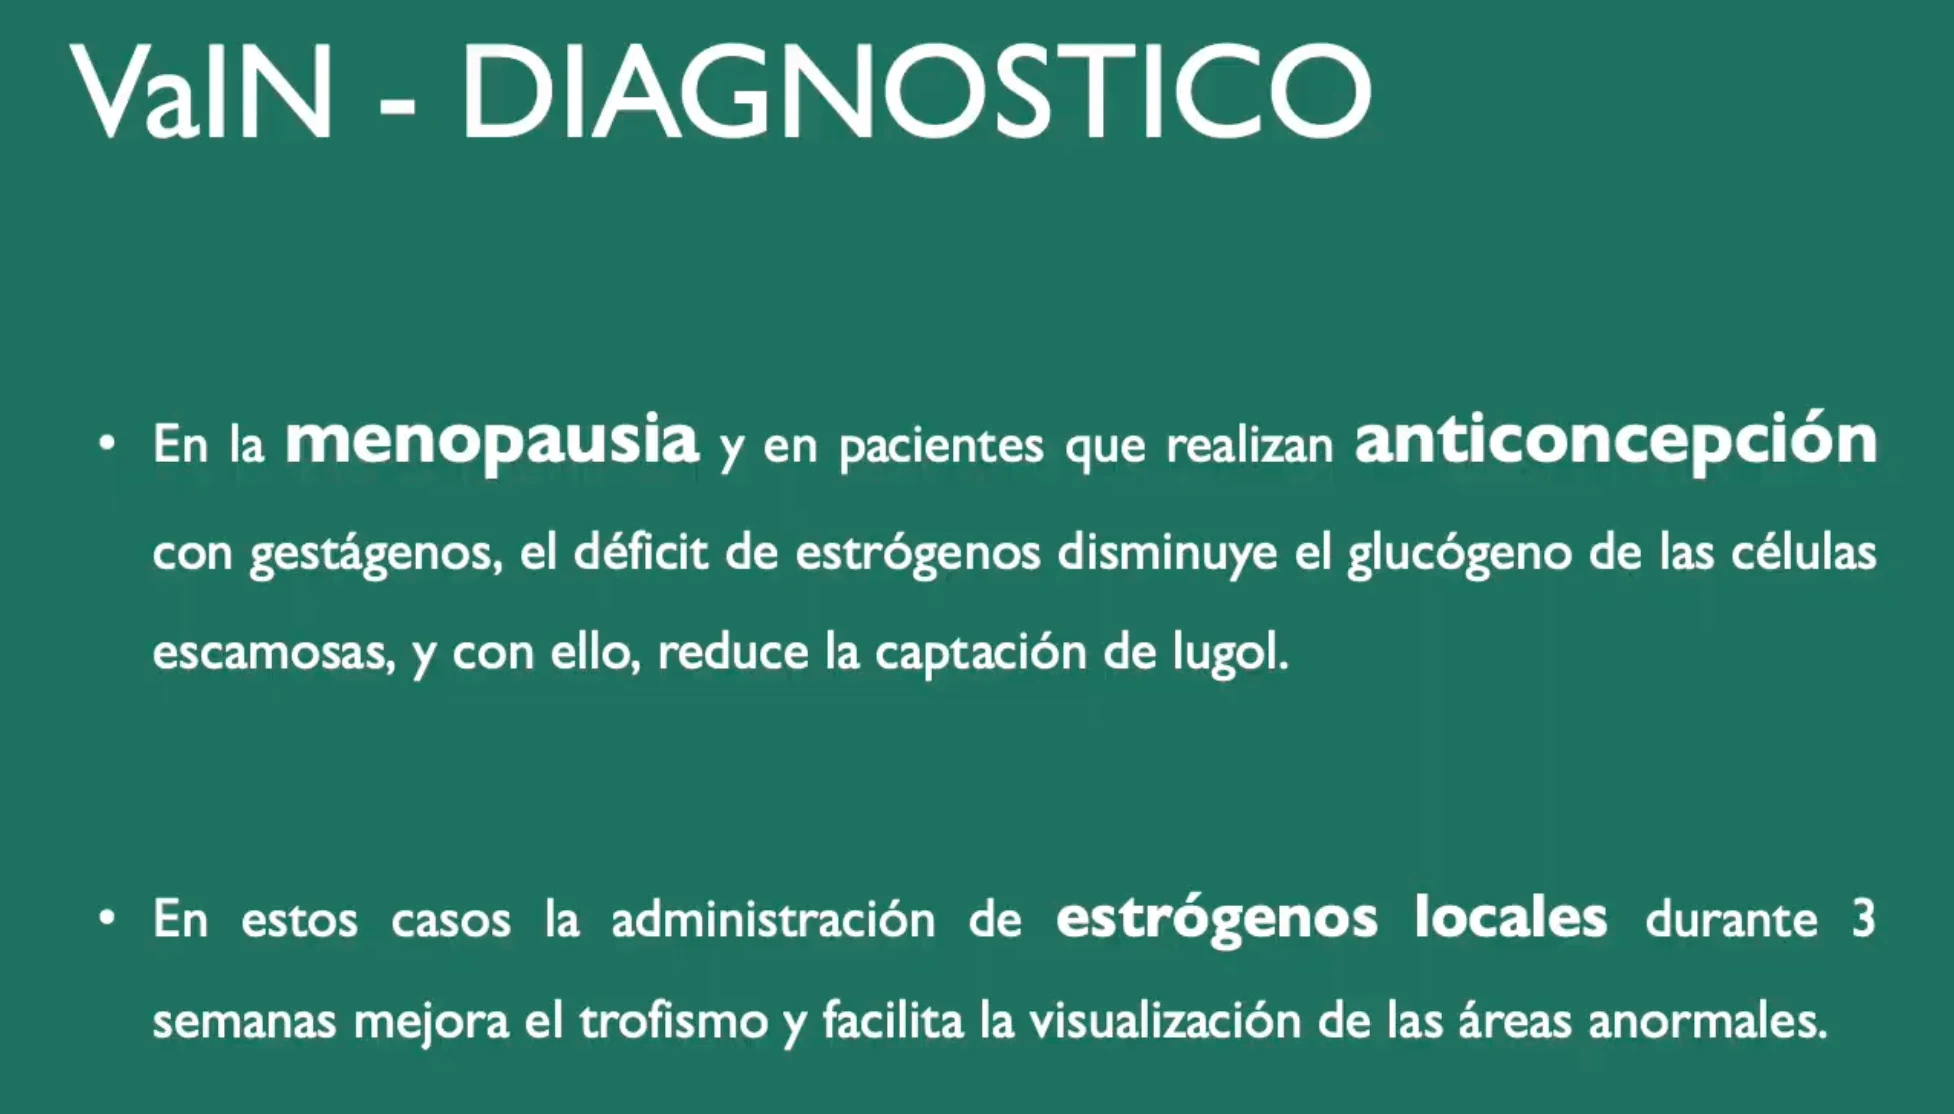 VaIN - DIAGNOSTICO
• En la menopausia y en pacientes que realizan anticoncepción
con gestágenos, el déficit de estrógenos disminuye el glucógeno de las células
escamosas, y con ello, reduce la captación de lugol.
• En estos casos la administración de estrógenos locales durante 3
semanas mejora el trofismo y facilita la visualización de las áreas anormales.